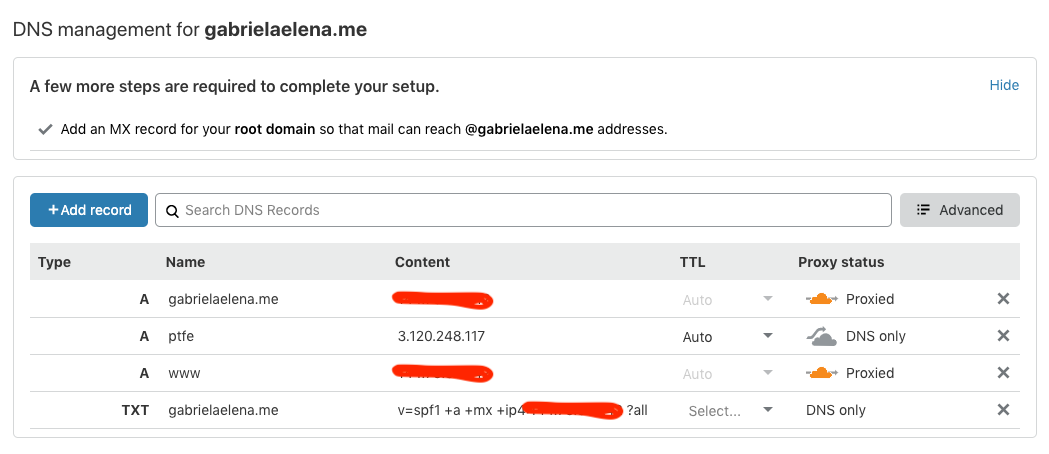 DNS management for gabrielaelena.me
A few more steps are required to complete your setup.
Hide
Add an MX record for your root domain so that mail can reach @gabrielaelena.me addresses.
+Add record
Search DNS Records
Advanced
Type Name Content TTL Proxy status
A gabrielaelena.me Auto Proxied
A ptfe 3.120.248.117 Auto DNS only
A www Auto Proxied
TXT gabrielaelena.me v=spf1 +a +mx +ip4 ?all Select... DNS only